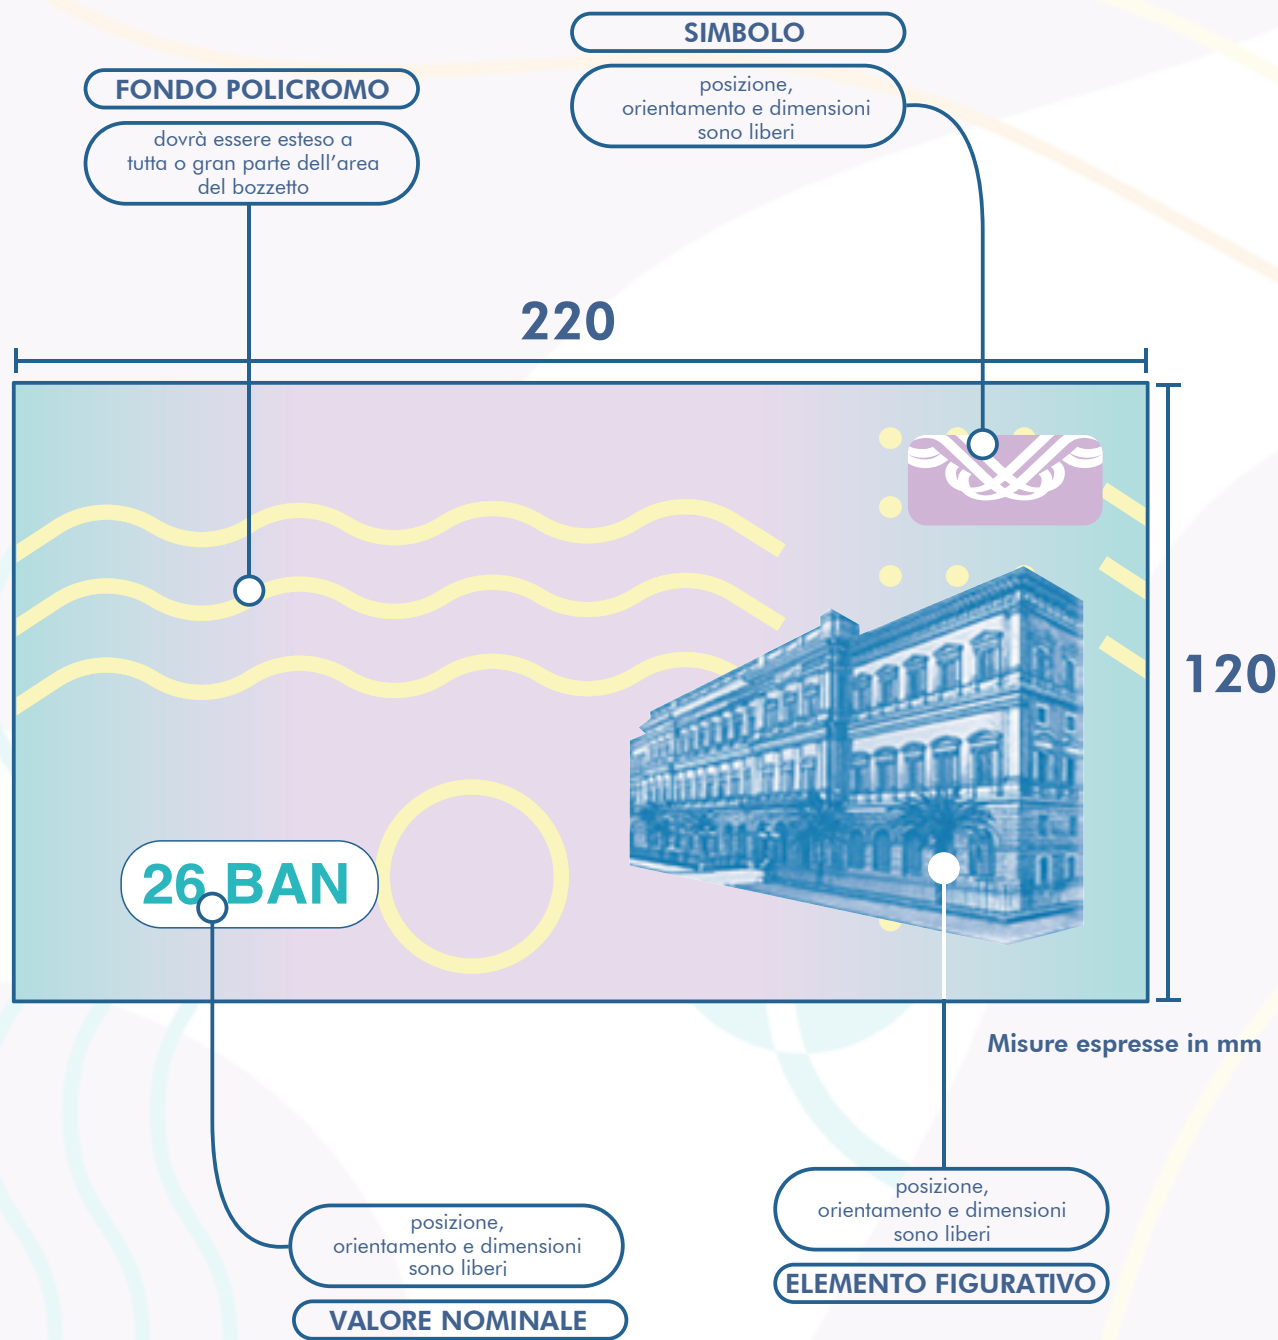 SIMBOLO
posizione,
orientamento e dimensioni
sono liberi
FONDO POLICROMO
dovrà essere esteso a
tutta o gran parte dell'area
del bozzetto
220
120
26 BAN
Misure espresse in mm
posizione,
orientamento e dimensioni
sono liberi
ELEMENTO FIGURATIVO
posizione,
orientamento e dimensioni
sono liberi
VALORE NOMINALE